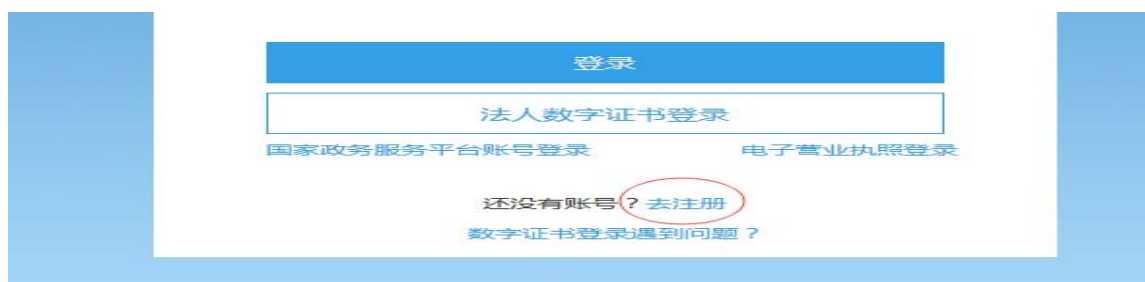 登录
法人数字证书登录
国家政务服务平台账号登录 电子营业执照登录
还没有账号？去注册
数字证书登录遇到问题？